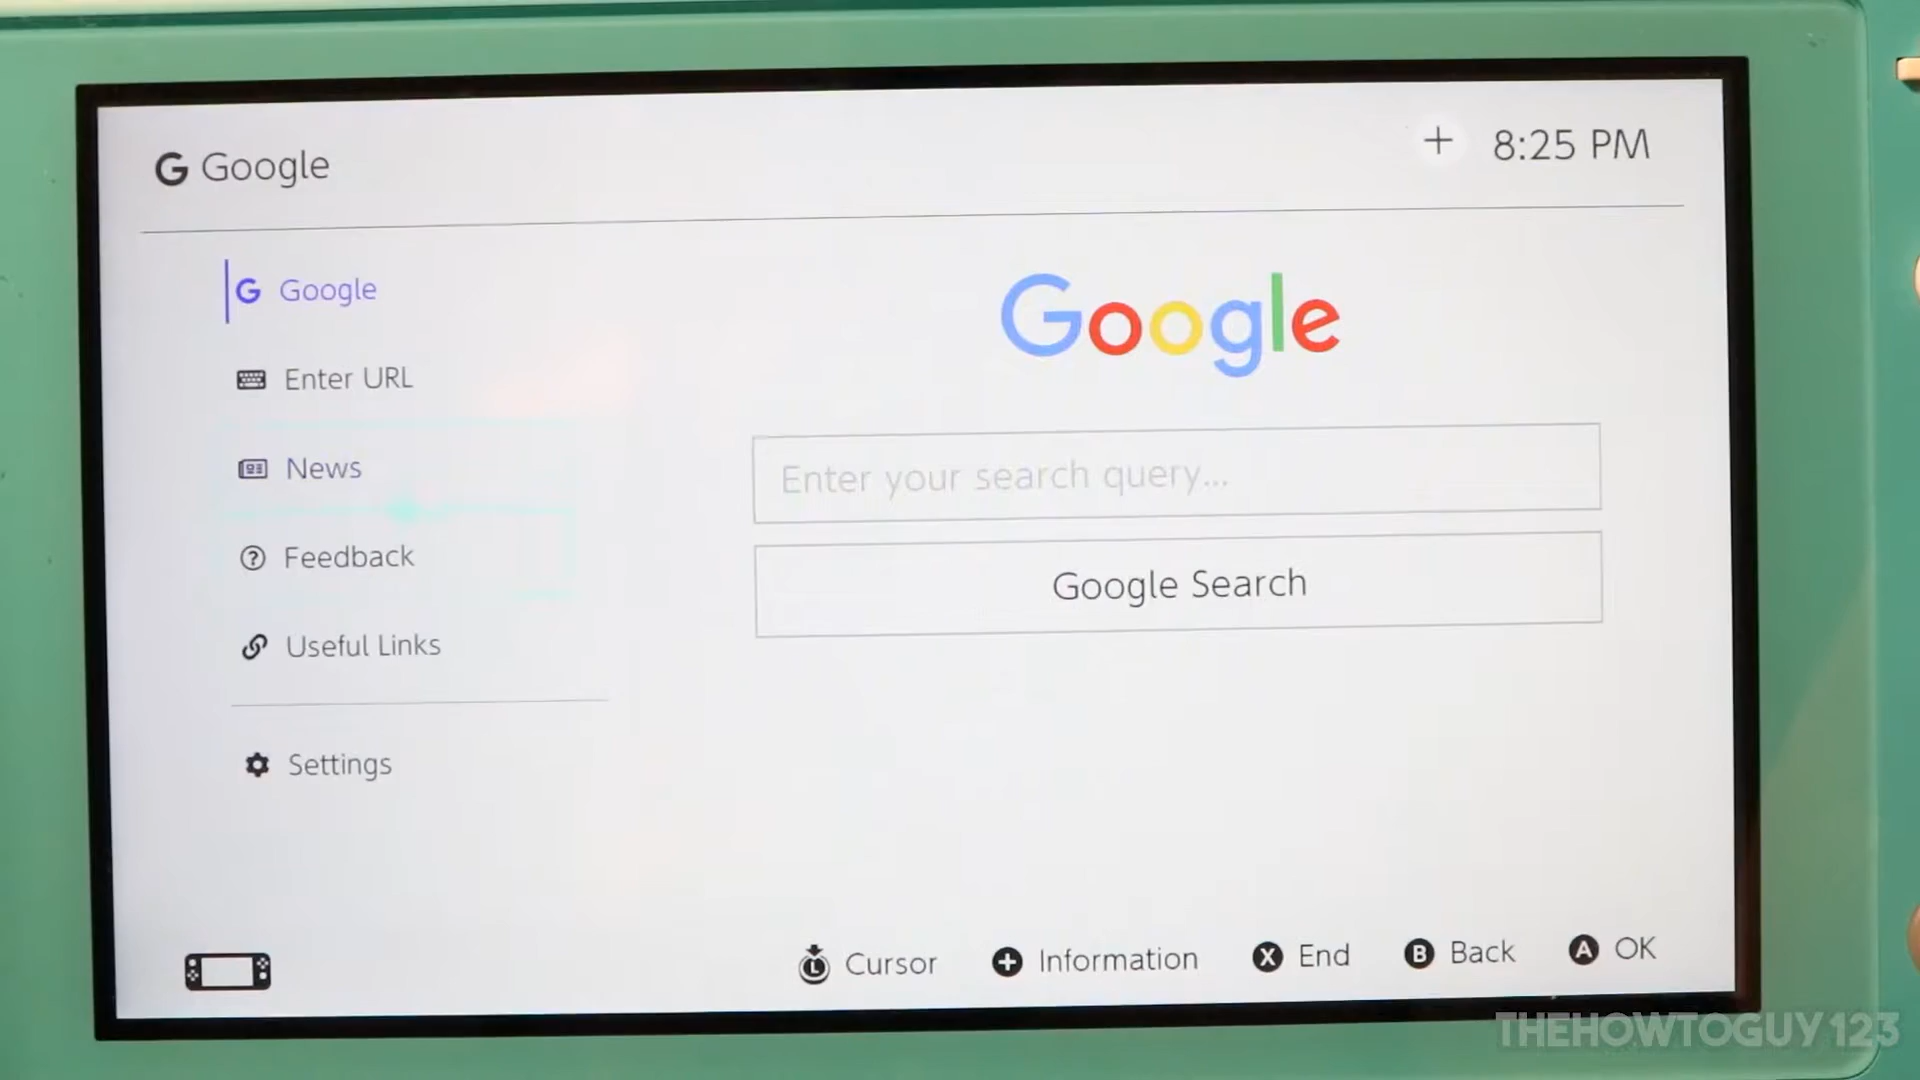 G Google
+ 8:25 PM
G Google
Enter URL
News
Feedback
Useful Links
Settings
Google
Enter your search query...
Google Search
L Cursor
+ Information
X End
B Back
A OK
THEHOWTOGUY123